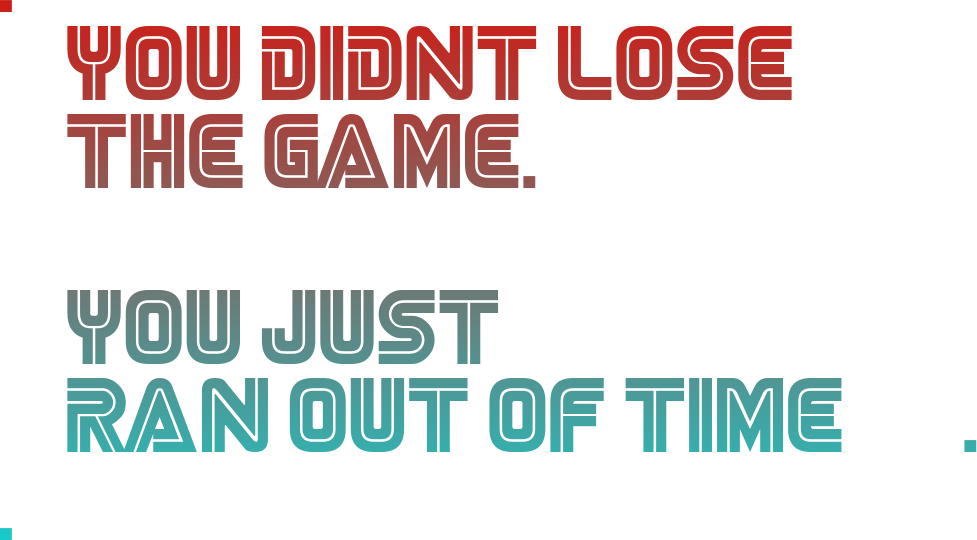 YOU DIDNT LOSE
THE GAME.
YOU JUST
RAN OUT OF TIME .